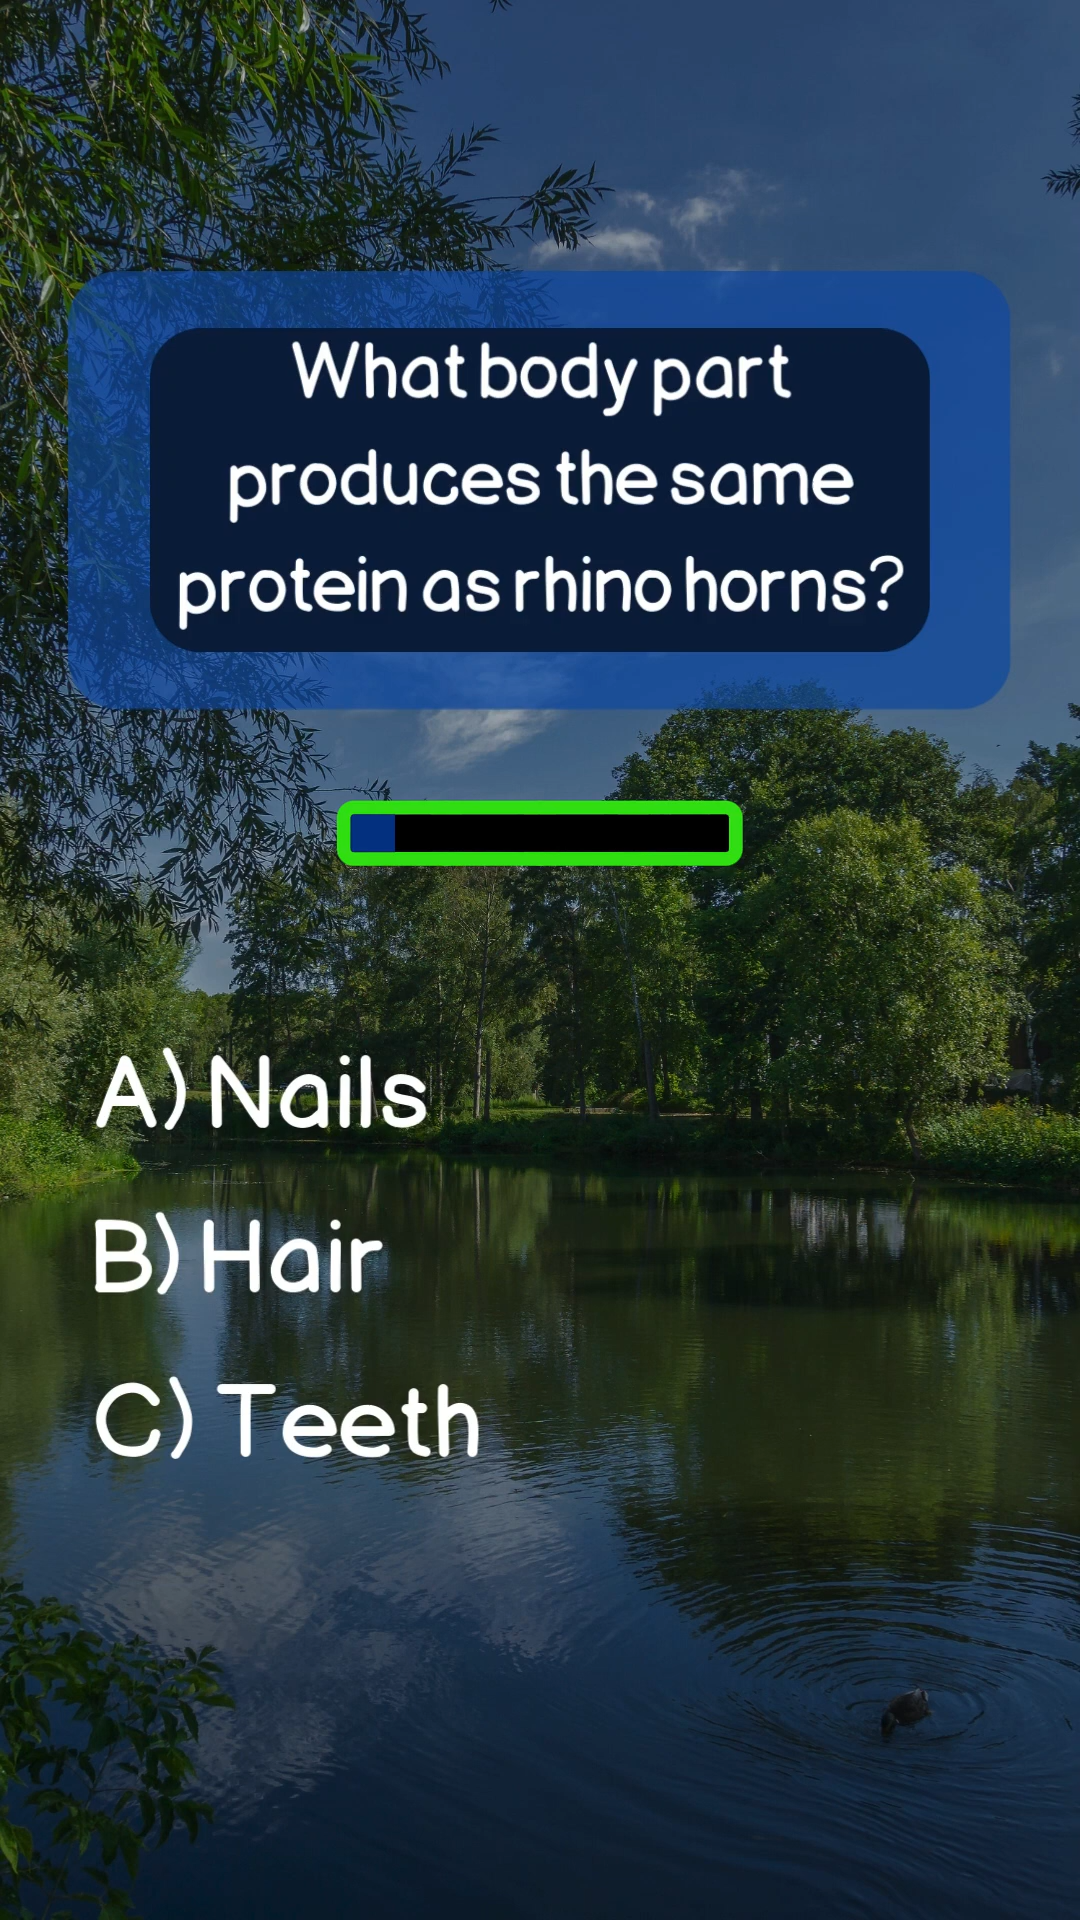 What body part
produces the same
protein as rhino horns?
A) Nails
B) Hair
C) Teeth